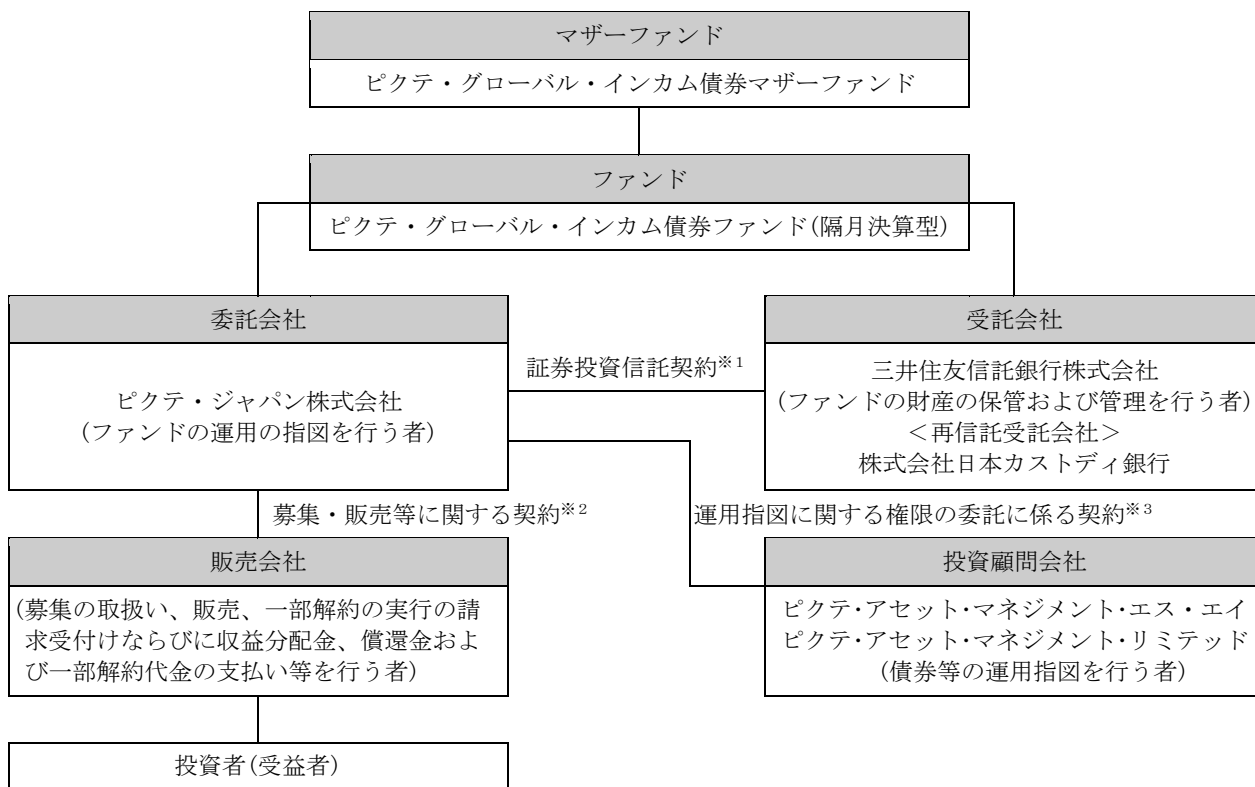 マザーファンド
ピクテ・グローバル・インカム債券マザーファンド
ファンド
ピクテ・グローバル・インカム債券ファンド(隔月決算型)
委託会社
ピクテ・ジャパン株式会社
(ファンドの運用の指図を行う者)
証券投資信託契約※1
受託会社
三井住友信託銀行株式会社
(ファンドの財産の保管および管理を行う者)
＜再信託受託会社＞
株式会社日本カストディ銀行
募集・販売等に関する契約※2
運用指図に関する権限の委託に係る契約※3
販売会社
(募集の取扱い、販売、一部解約の実行の請
求受付けならびに収益分配金、償還金およ
び一部解約代金の支払い等を行う者)
投資顧問会社
ピクテ・アセット・マネジメント・エス・エイ
ピクテ・アセット・マネジメント・リミテッド
(債券等の運用指図を行う者)
投資者(受益者)